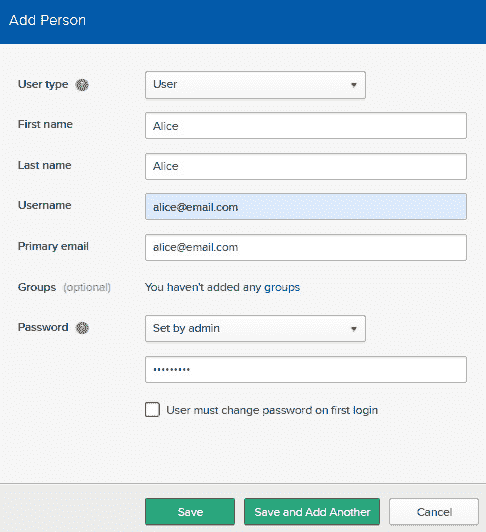 Add Person
User type User
First name Alice
Last name Alice
Username alice@email.com
Primary email alice@email.com
Groups (optional) You haven't added any groups
Password Set by admin
•••••••••
User must change password on first login
Save Save and Add Another Cancel